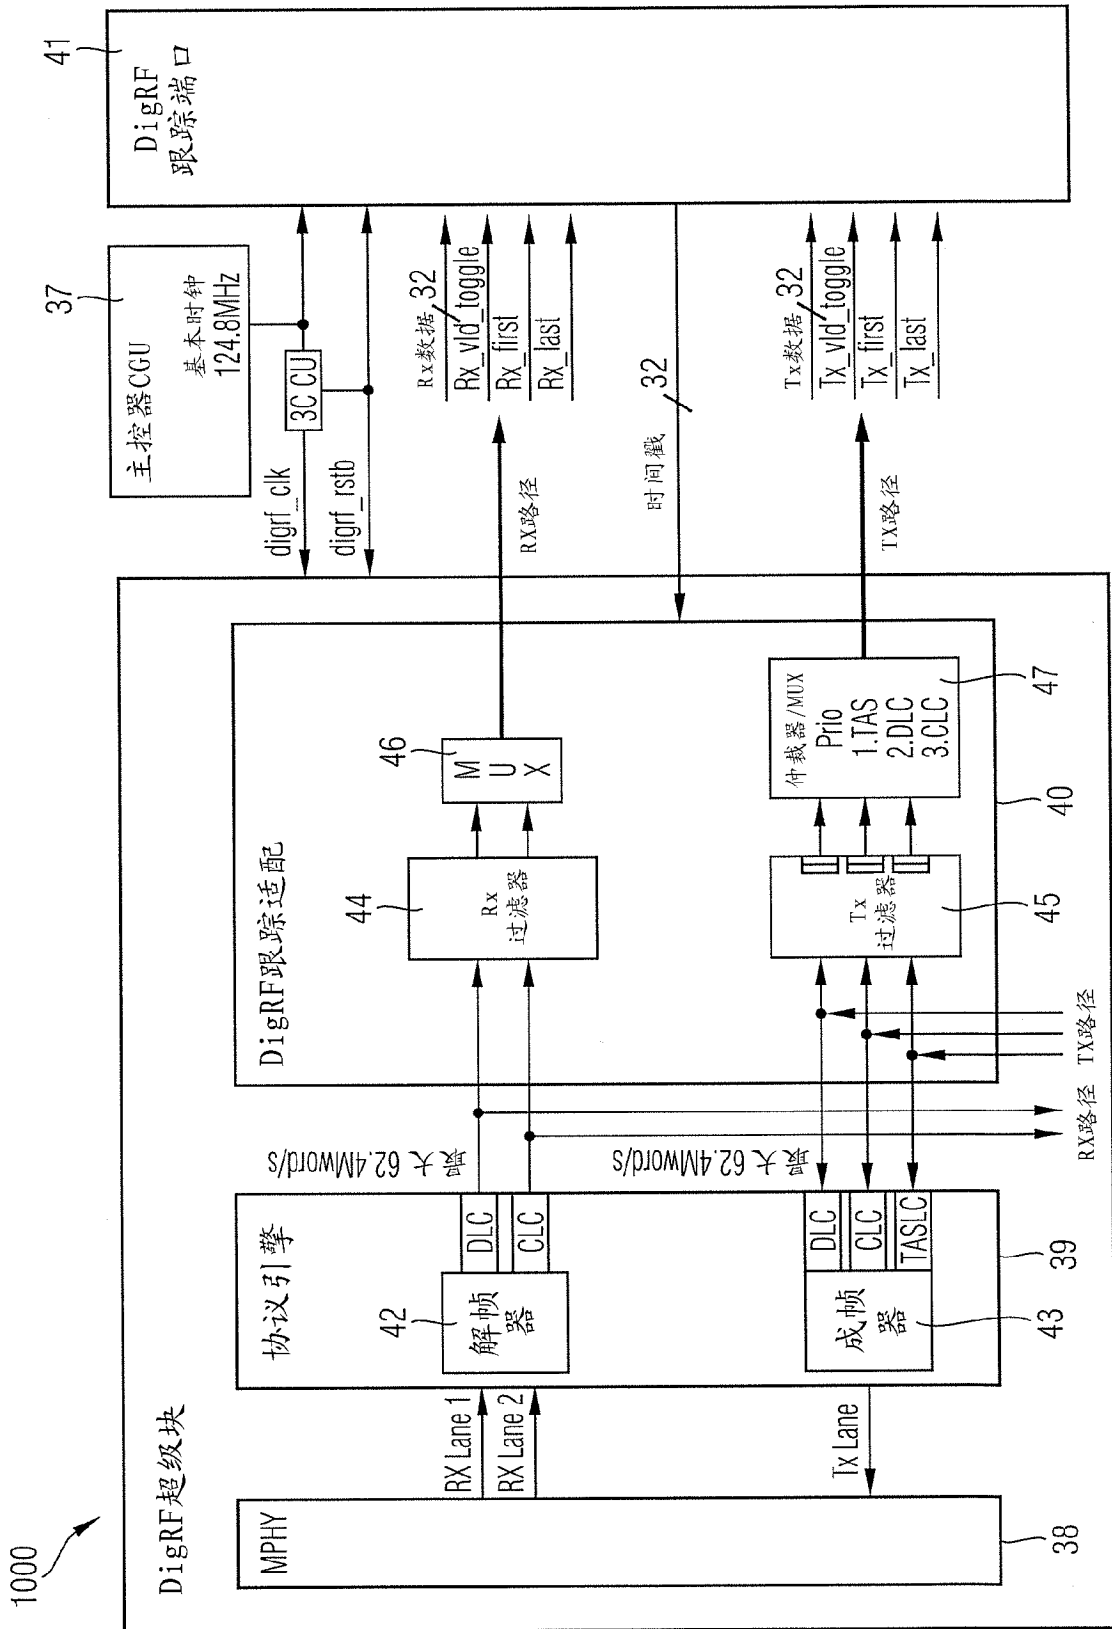 1000
DigRF超级块
MPHY
38
RX Lane 1
RX Lane 2
Tx Lane
协议引擎
39
42
解帧器
DLC
CLC
43
成帧器
DLC
CLC
TASLC
最大 62.4Mword/s
最大 62.4Mword/s
RX路径
TX路径
DigRF跟踪适配
40
44
Rx
过滤器
46
MUX
45
Tx
过滤器
仲裁器/MUX
Prio
1.TAS
2.DLC
3.CLC
47
digrf_clk
digrf_rstb
3C CU
37
主控器CGU
基本时钟
124.8MHz
RX路径
Rx数据
32
Rx_vld_toggle
Rx_first
Rx_last
时间戳
32
TX路径
Tx数据
32
Tx_vld_toggle
Tx_first
Tx_last
41
DigRF
跟踪端口